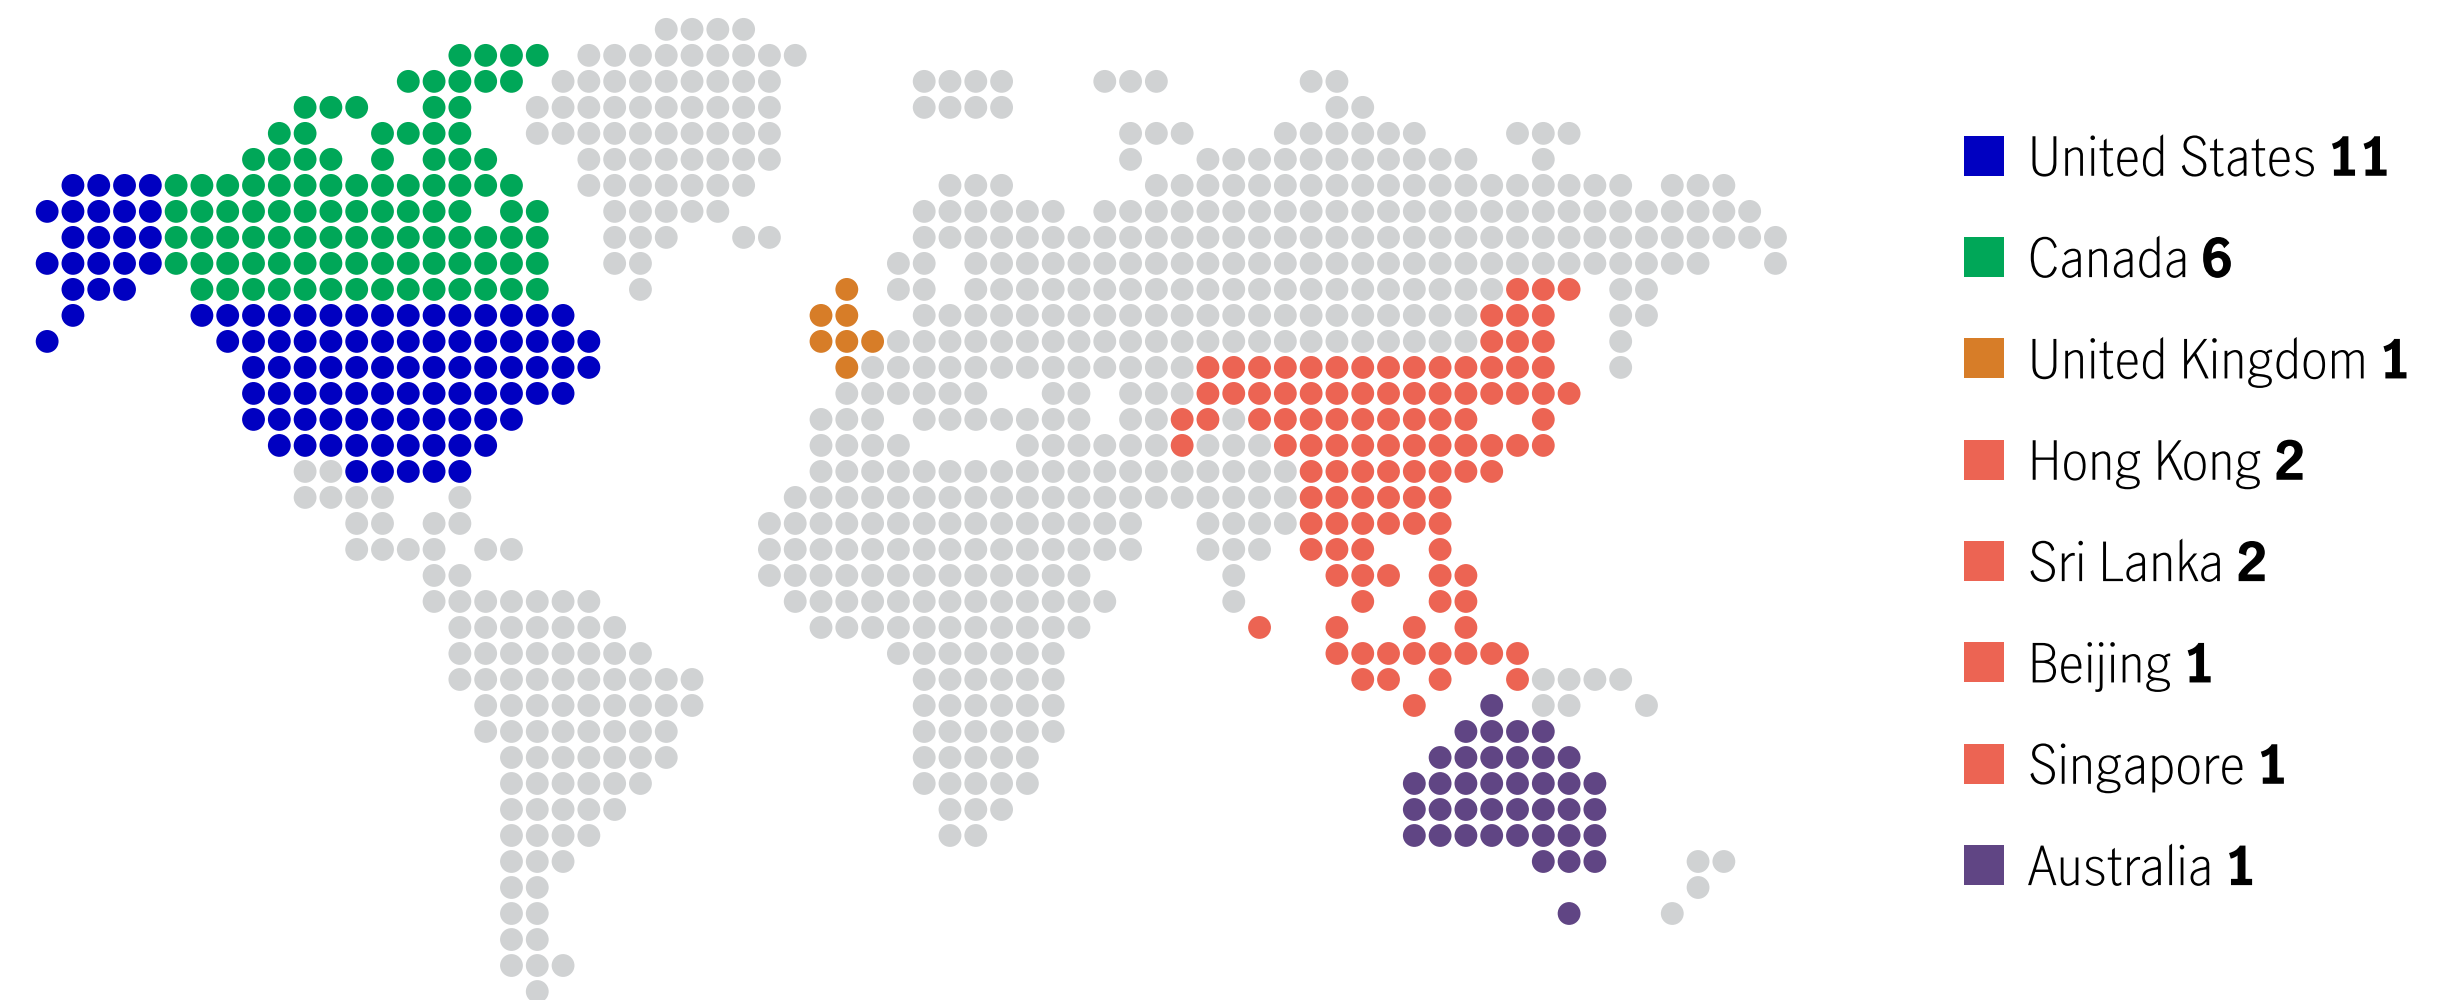 United States 11
Canada 6
United Kingdom 1
Hong Kong 2
Sri Lanka 2
Beijing 1
Singapore 1
Australia 1